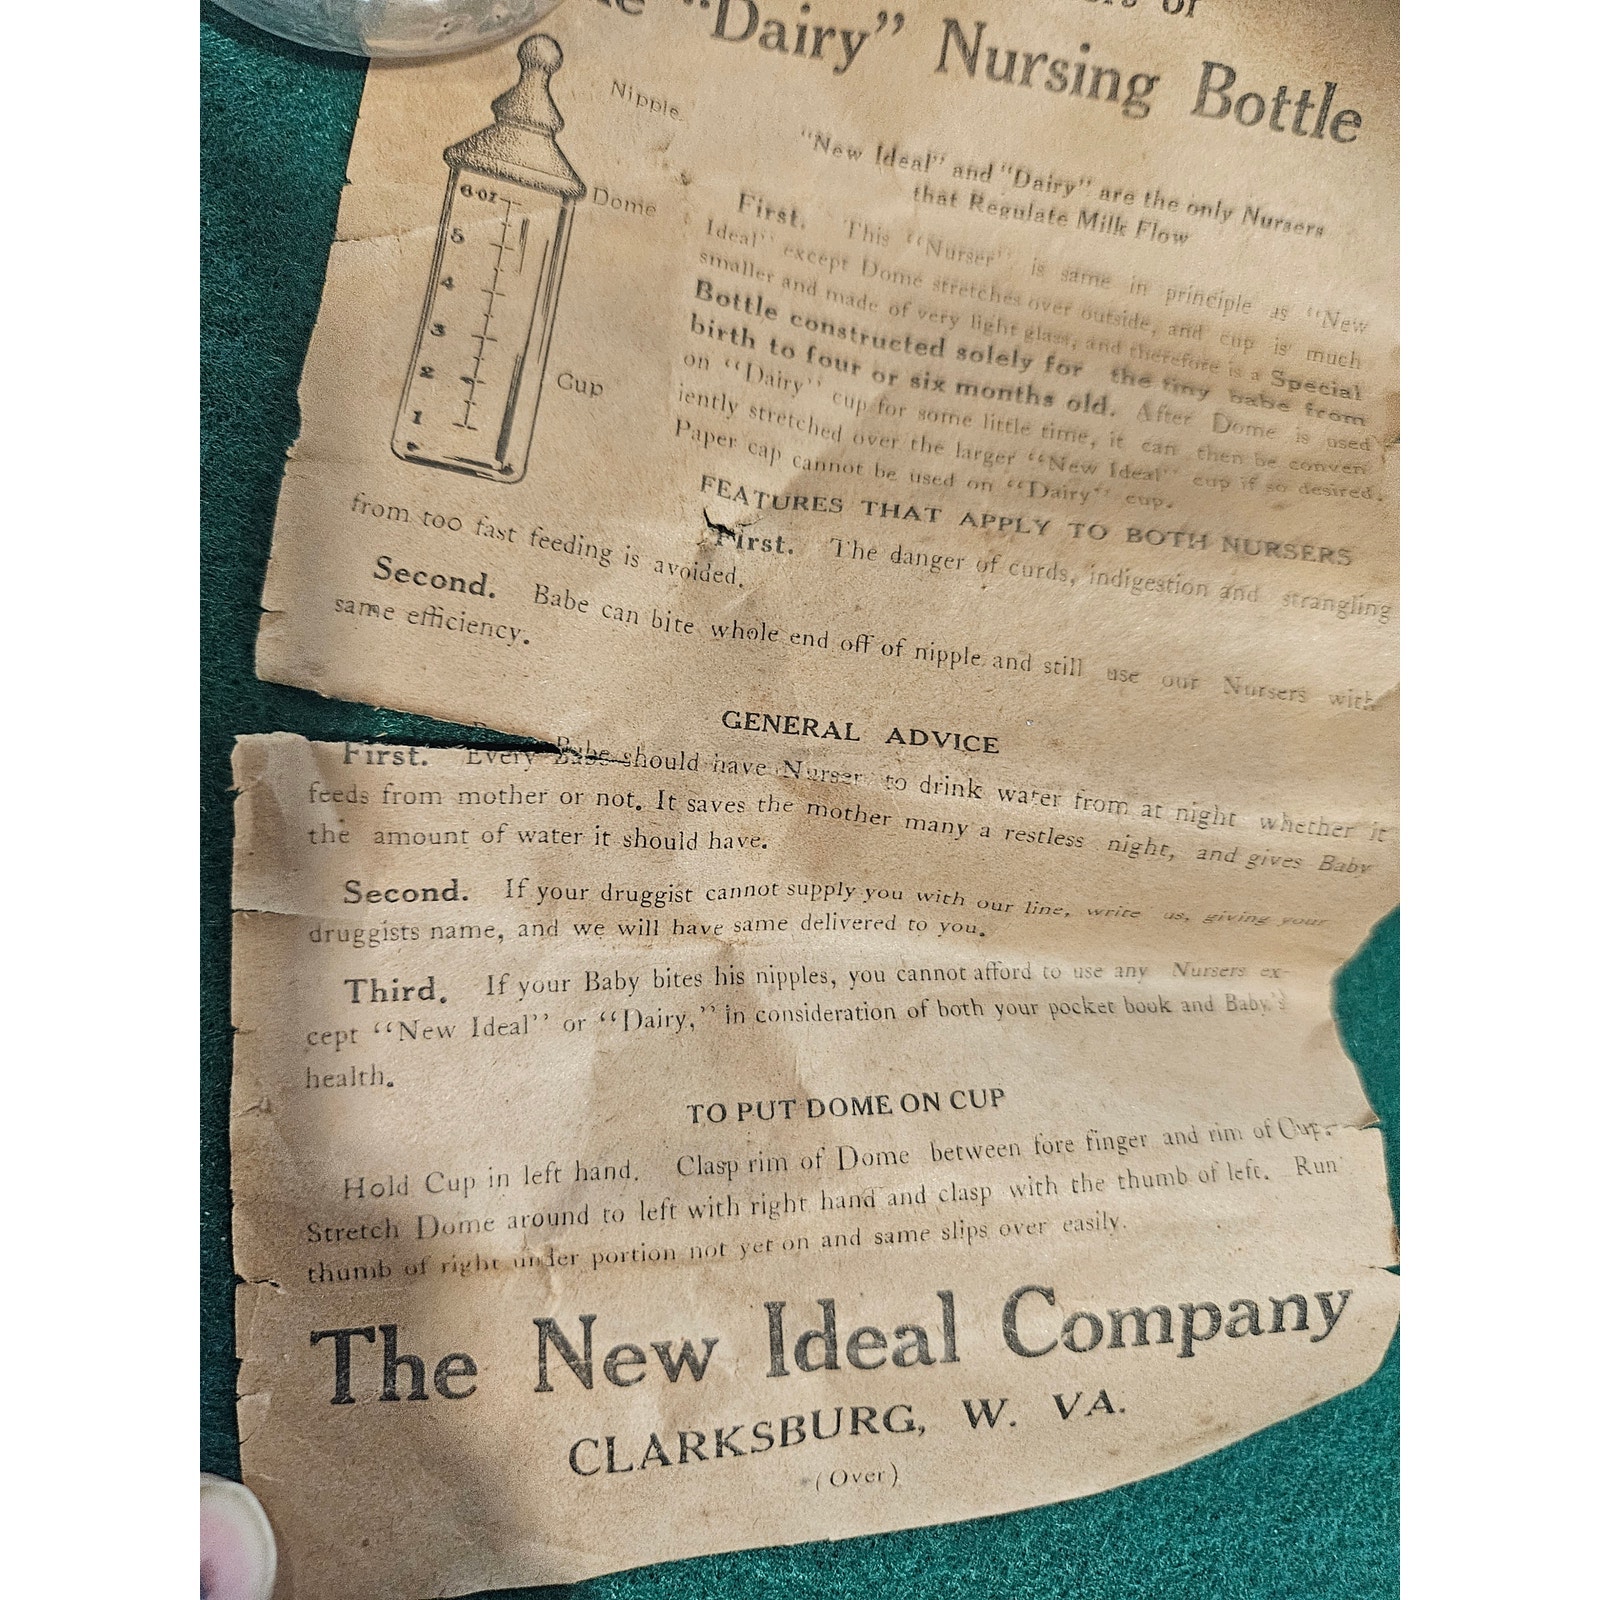 "Dairy" Nursing Bottle
Nipple.
Dome
Cup
6-oz
5
4
3
2
1
"New Ideal" and "Dairy" are the only Nursers
that Regulate Milk Flow
First. This "Nurser" is same in principle as "New
Ideal" except Dome stretches over outside, and cup is much
smaller and made of very light glass, and therefore is a Special
Bottle constructed solely for the tiny babe from
birth to four or six months old. After Dome is used
on "Dairy" cup for some little time, it can then be conven
iently stretched over the larger "New Ideal" cup if so desired.
Paper cap cannot be used on "Dairy" cup.
FEATURES THAT APPLY TO BOTH NURSERS
First. The danger of curds, indigestion and strangling
from too fast feeding is avoided.
Second. Babe can bite whole end off of nipple and still use our Nursers with
same efficiency.
GENERAL ADVICE
First. Every Babe should have Nurser to drink water from at night whether it
feeds from mother or not. It saves the mother many a restless night, and gives Baby
the amount of water it should have.
Second. If your druggist cannot supply you with our line, write us, giving your
druggists name, and we will have same delivered to you.
Third. If your Baby bites his nipples, you cannot afford to use any Nursers ex-
cept "New Ideal" or "Dairy," in consideration of both your pocket book and Baby's
health.
TO PUT DOME ON CUP
Hold Cup in left hand. Clasp rim of Dome between fore finger and rim of Cup.
Stretch Dome around to left with right hand and clasp with the thumb of left. Run
thumb of right under portion not yet on and same slips over easily.
The New Ideal Company
CLARKSBURG, W. VA.
(Over)